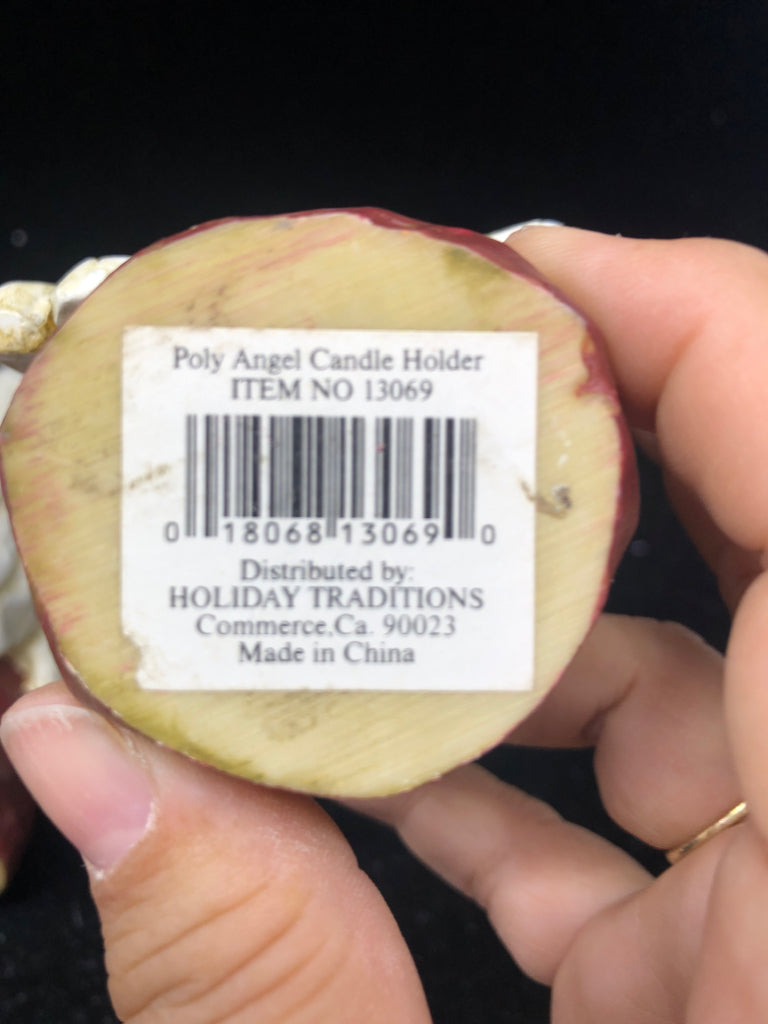 Poly Angel Candle Holder
ITEM NO 13069
0 18068 13069 0
Distributed by:
HOLIDAY TRADITIONS
Commerce,Ca. 90023
Made in China